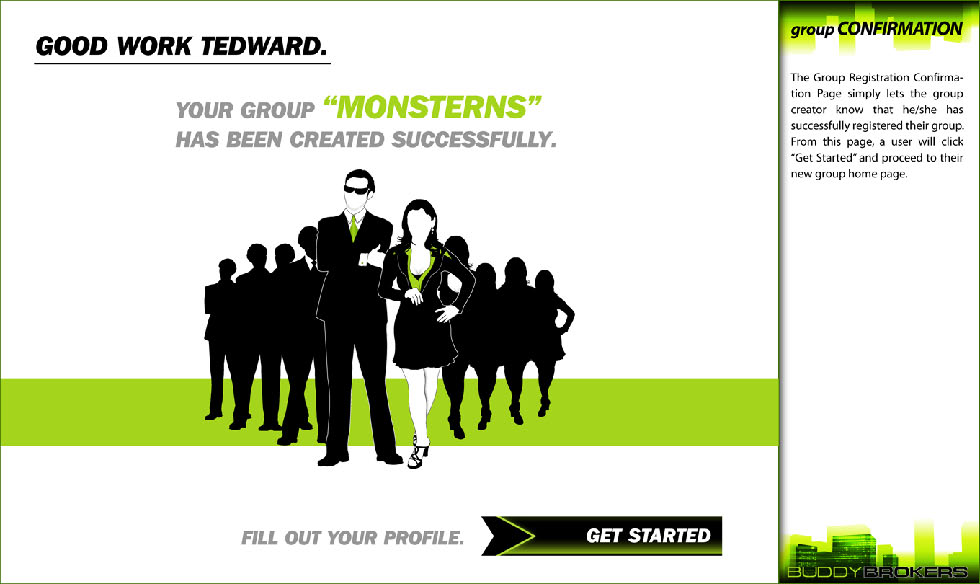 GOOD WORK TEDWARD.
YOUR GROUP “MONSTERNS”
HAS BEEN CREATED SUCCESSFULLY.
FILL OUT YOUR PROFILE.
GET STARTED
group CONFIRMATION
The Group Registration Confirma-
tion Page simply lets the group
creator know that he/she has
successfully registered their group.
From this page, a user will click
“Get Started” and proceed to their
new group home page.
BUDDYBROKERS